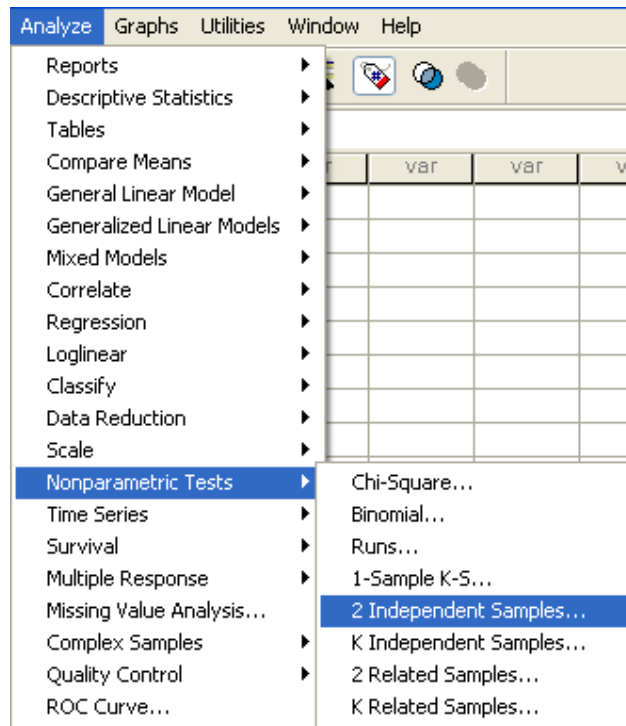 Analyze Graphs Utilities Window Help
Reports
Descriptive Statistics
Tables
Compare Means
var var
General Linear Model
Generalized Linear Models
Mixed Models
Correlate
Regression
Loglinear
Classify
Data Reduction
Scale
Nonparametric Tests
Time Series
Survival
Multiple Response
Missing Value Analysis...
Complex Samples
Quality Control
ROC Curve...
Chi-Square...
Binomial...
Runs...
1-Sample K-S...
2 Independent Samples...
K Independent Samples...
2 Related Samples...
K Related Samples...